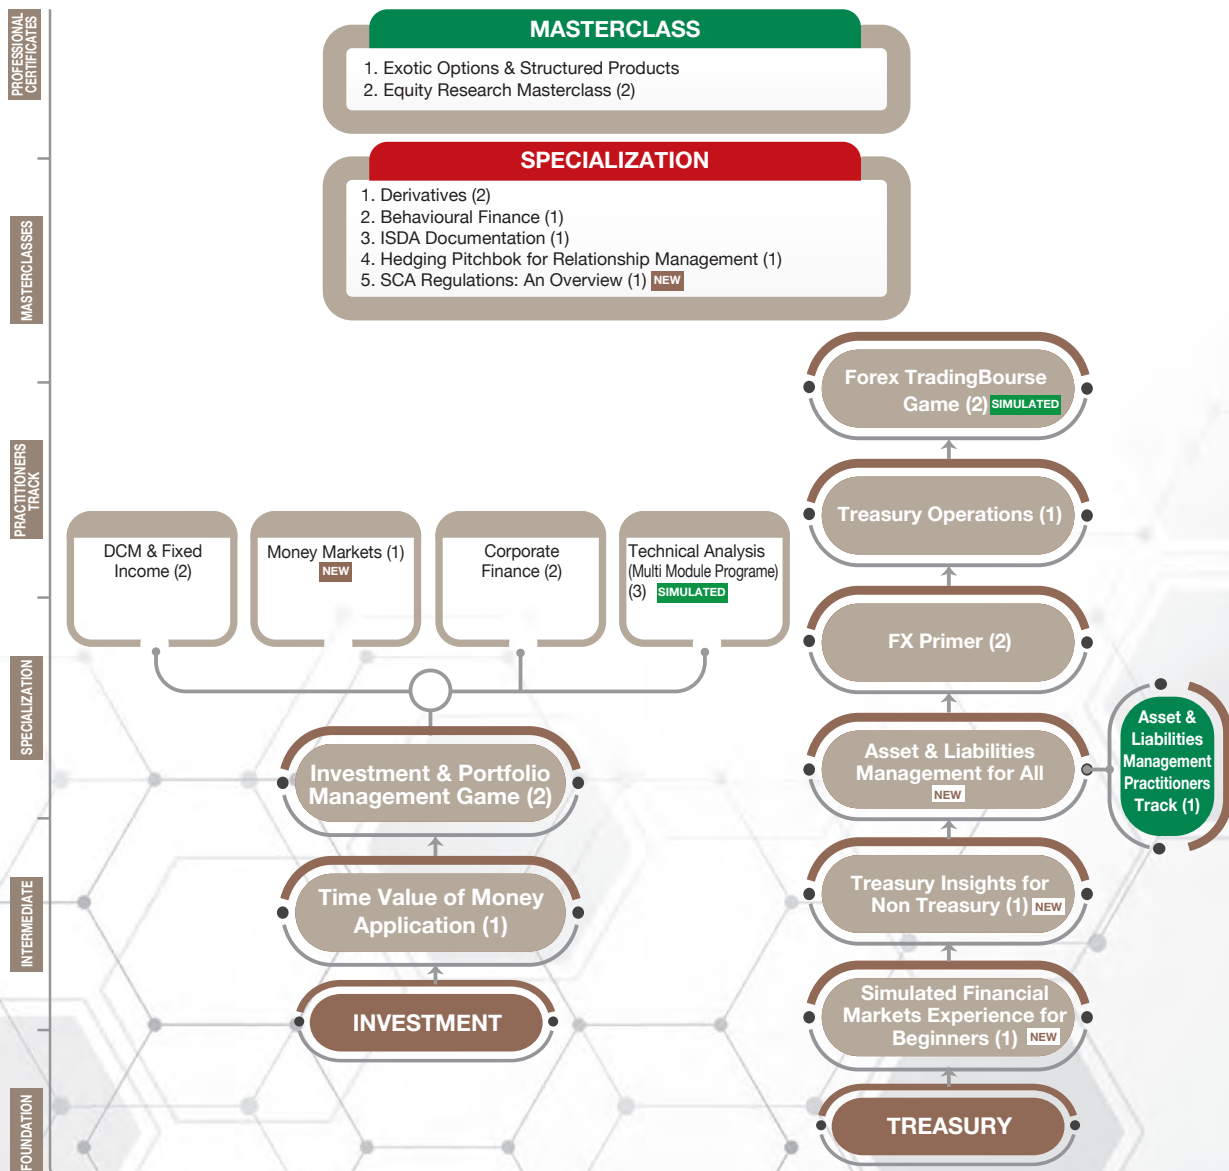 PROFESSIONAL
CERTIFICATES
MASTERCLASSES
PRACTITIONERS
TRACK
SPECIALIZATION
INTERMEDIATE
FOUNDATION
MASTERCLASS
1. Exotic Options & Structured Products
2. Equity Research Masterclass (2)
SPECIALIZATION
1. Derivatives (2)
2. Behavioural Finance (1)
3. ISDA Documentation (1)
4. Hedging Pitchbok for Relationship Management (1)
5. SCA Regulations: An Overview (1) NEW
DCM & Fixed
Income (2)
Money Markets (1)
NEW
Corporate
Finance (2)
Technical Analysis
(Multi Module Programe)
(3) SIMULATED
Investment & Portfolio
Management Game (2)
Time Value of Money
Application (1)
INVESTMENT
Forex TradingBourse
Game (2) SIMULATED
Treasury Operations (1)
FX Primer (2)
Asset & Liabilities
Management for All
NEW
Asset &
Liabilities
Management
Practitioners
Track (1)
Treasury Insights for
Non Treasury (1) NEW
Simulated Financial
Markets Experience for
Beginners (1) NEW
TREASURY